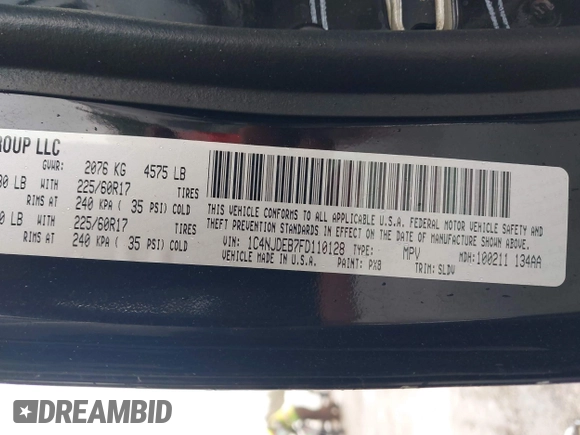 GROUP LLC
GVWR: 2076 KG 4575 LB
LB WITH 225/60R17 TIRES
RIMS AT 240 KPA ( 35 PSI) COLD
0 LB WITH 225/60R17 TIRES
RIMS AT 240 KPA ( 35 PSI) COLD
THIS VEHICLE CONFORMS TO ALL APPLICABLE U.S.A. FEDERAL MOTOR VEHICLE SAFETY,
THEFT PREVENTION STANDARDS IN EFFECT ON THE DATE OF MANUFACTURE SHOWN ABOVE.
VIN: 1C4NJDEB7FD110128 TYPE: MPV MDH: 100211 134AA
VEHICLE MADE IN U.S.A. PAINT: PXB TRIM: SLDV
DREAMBID